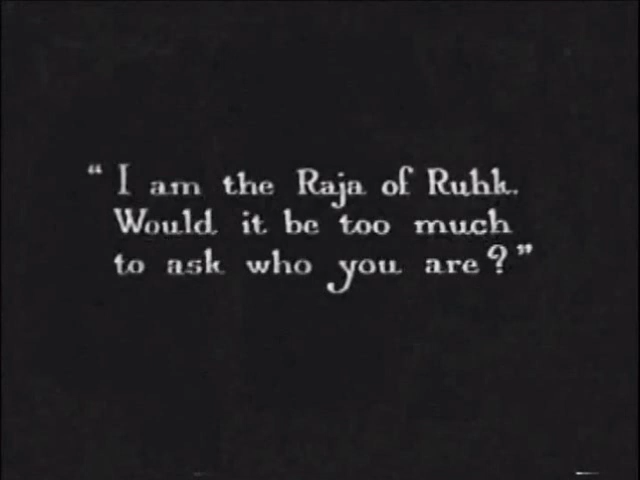 “I am the Raja of Ruhk.
Would it be too much
to ask who you are?”